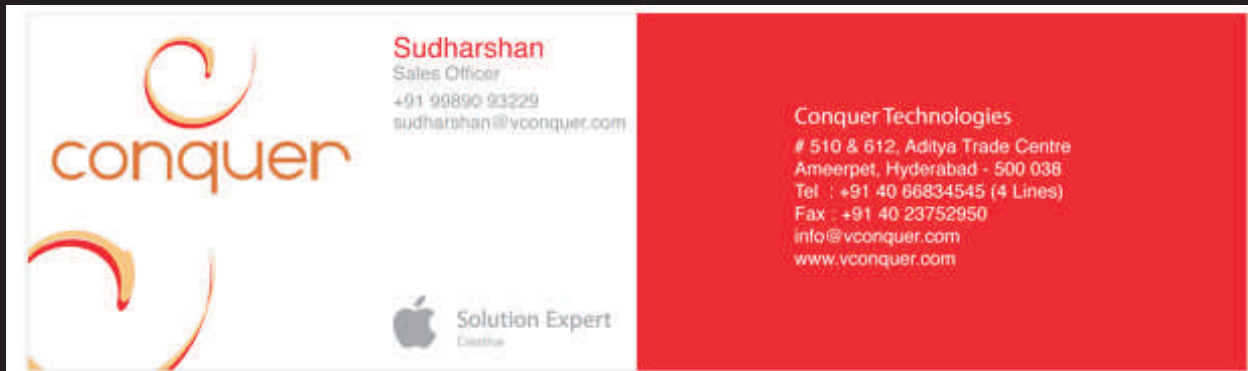 conquer
Sudharshan
Sales Officer
+91 99890 93229
sudharshan@vconquer.com
Solution Expert
Creative
Conquer Technologies
# 510 & 612, Aditya Trade Centre
Ameerpet, Hyderabad - 500 038
Tel : +91 40 66834545 (4 Lines)
Fax : +91 40 23752950
info@vconquer.com
www.vconquer.com